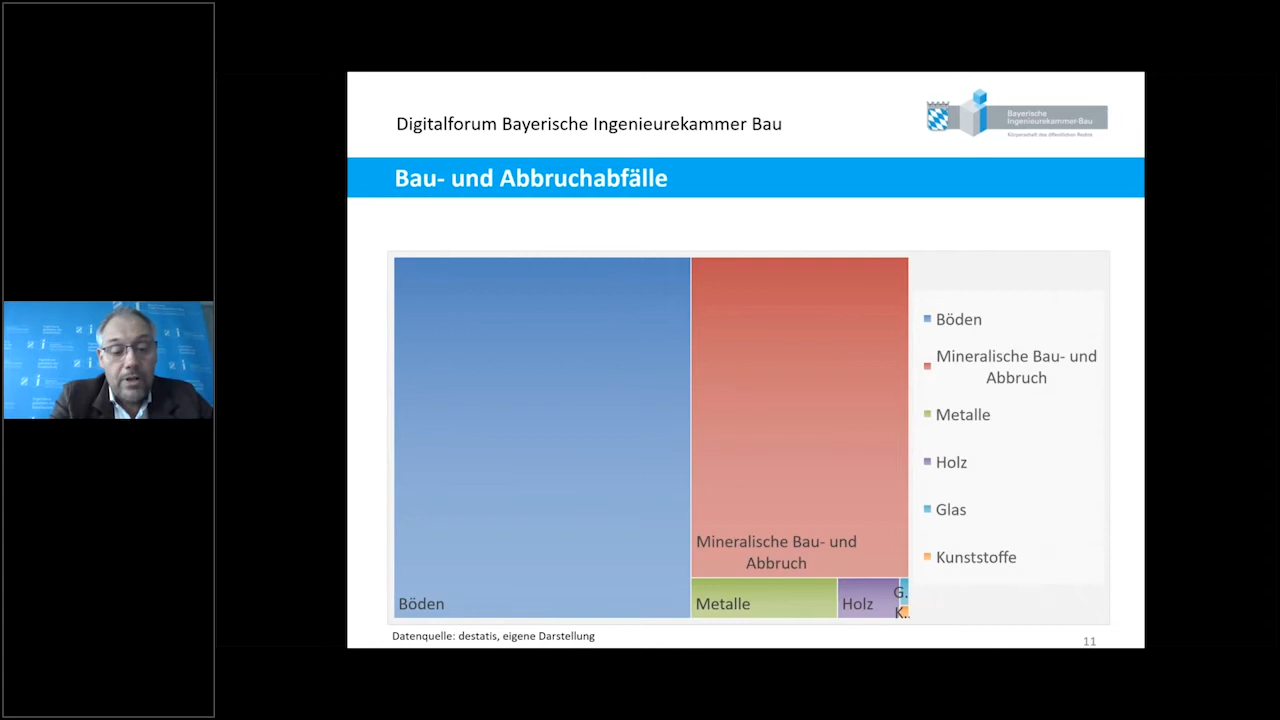 Digitalforum Bayerische Ingenieurekammer Bau
Bayerische
Ingenieurekammer-Bau
Körperschaft des öffentlichen Rechts
Bau- und Abbruchabfälle
Böden
Mineralische Bau- und
Abbruch
Metalle
Holz
G.
K..
Böden
Mineralische Bau- und
Abbruch
Metalle
Holz
Glas
Kunststoffe
Datenquelle: destatis, eigene Darstellung
11